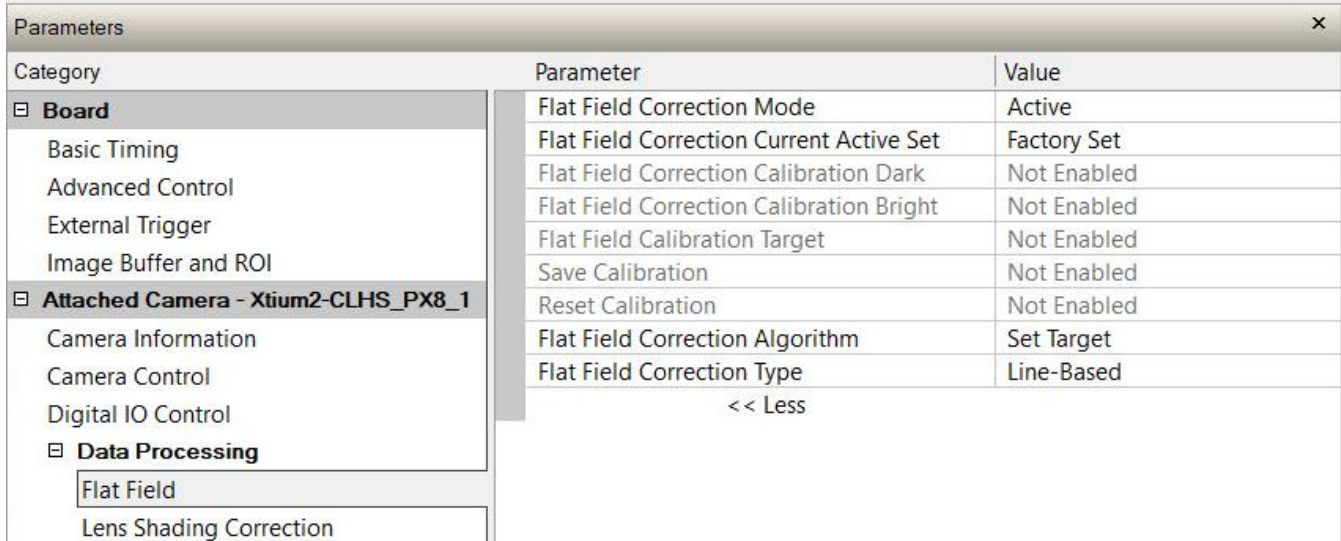 Parameters ×
Category Parameter Value
Board
Basic Timing
Advanced Control
External Trigger
Image Buffer and ROI
Attached Camera - Xtium2-CLHS_PX8_1
Camera Information
Camera Control
Digital IO Control
Data Processing
Flat Field
Lens Shading Correction
Flat Field Correction Mode Active
Flat Field Correction Current Active Set Factory Set
Flat Field Correction Calibration Dark Not Enabled
Flat Field Correction Calibration Bright Not Enabled
Flat Field Calibration Target Not Enabled
Save Calibration Not Enabled
Reset Calibration Not Enabled
Flat Field Correction Algorithm Set Target
Flat Field Correction Type Line-Based
<< Less